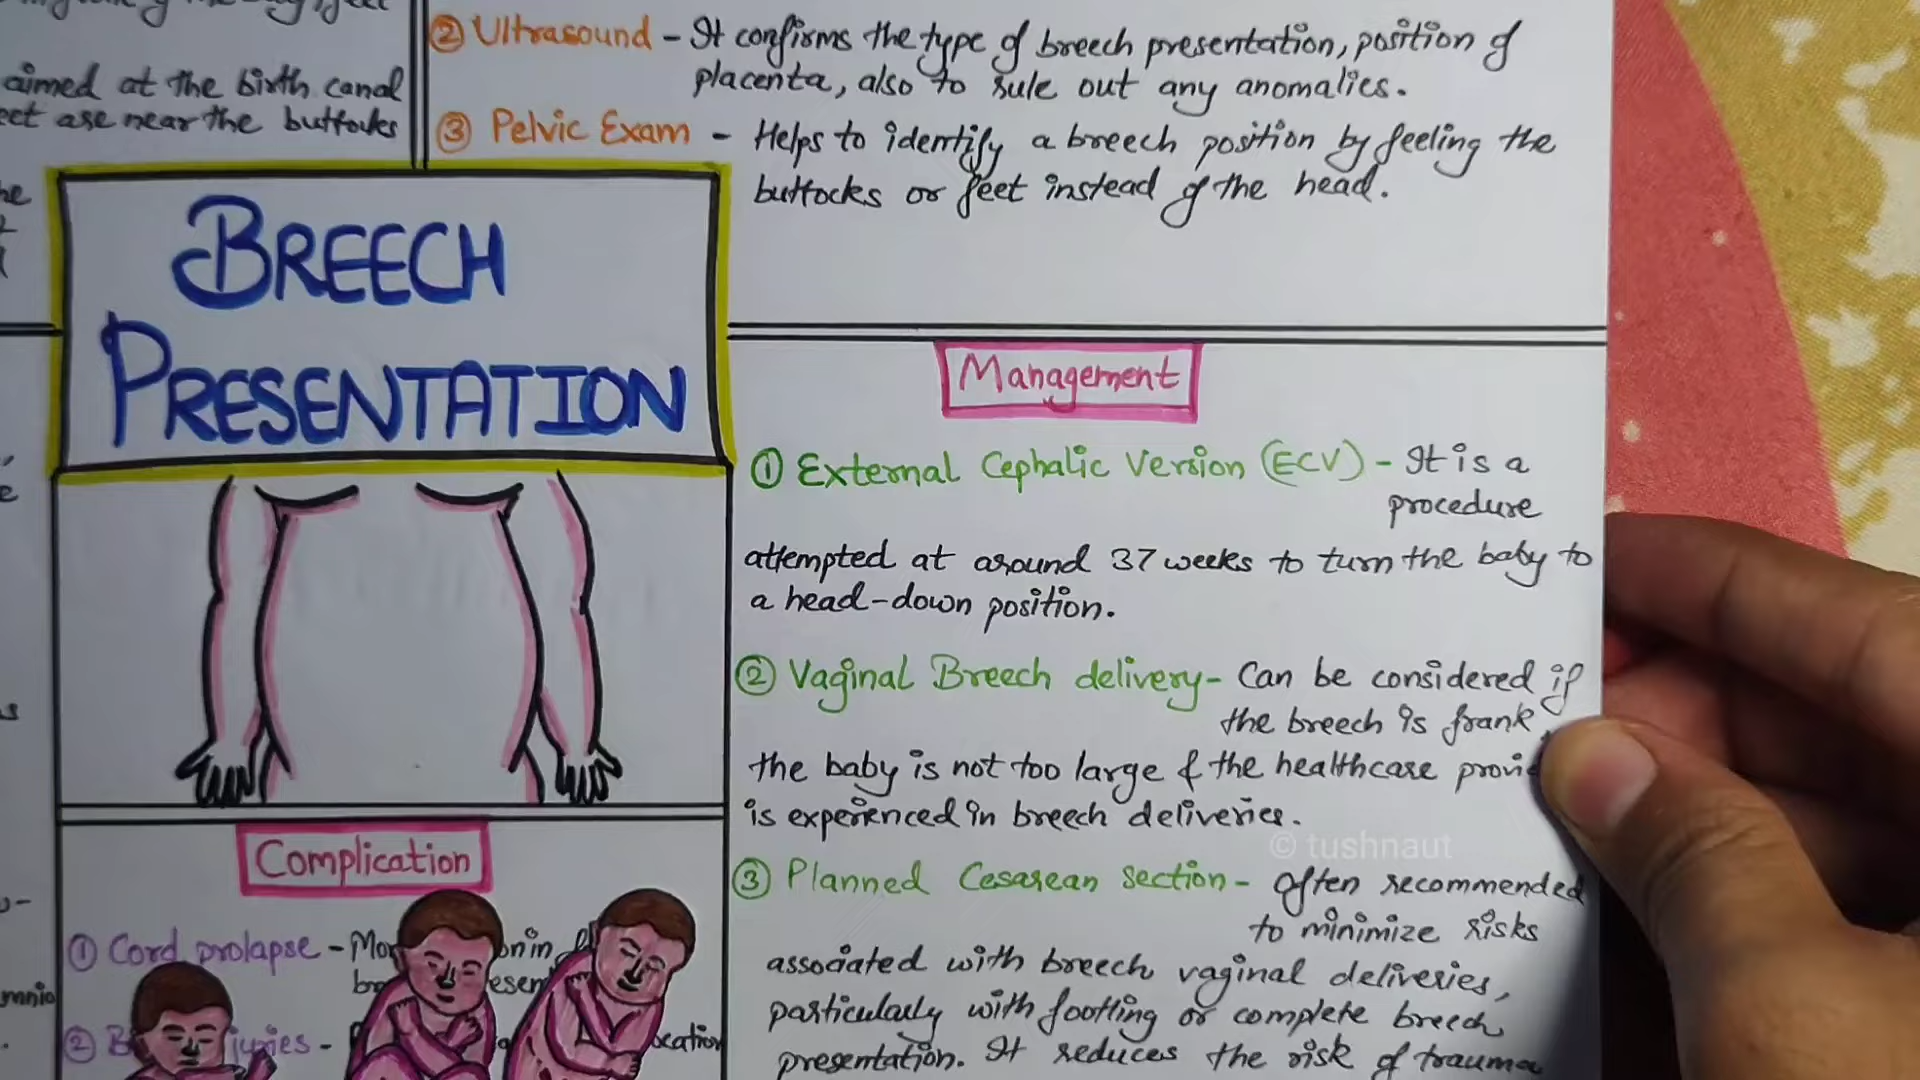 aimed at the birth canal
are near the buttocks
② Ultrasound - It confirms the type of breech presentation, position of
placenta, also to rule out any anomalies.
③ Pelvic Exam - Helps to identify a breech position by feeling the
buttocks or feet instead of the head.
BREECH
PRESENTATION
Management
① External Cephalic Version (ECV) - It is a
procedure
attempted at around 37 weeks to turn the baby to
a head-down position.
② Vaginal Breech delivery - Can be considered if
the breech is frank
the baby is not too large & the healthcare
is experienced in breech deliveries.
© tushnaut
③ Planned Cesarean section - Often recommended
to minimize risks
associated with breech vaginal deliveries,
particularly with footling or complete breech
presentation. It reduces the risk of trauma
Complication
① Cord prolapse -
②